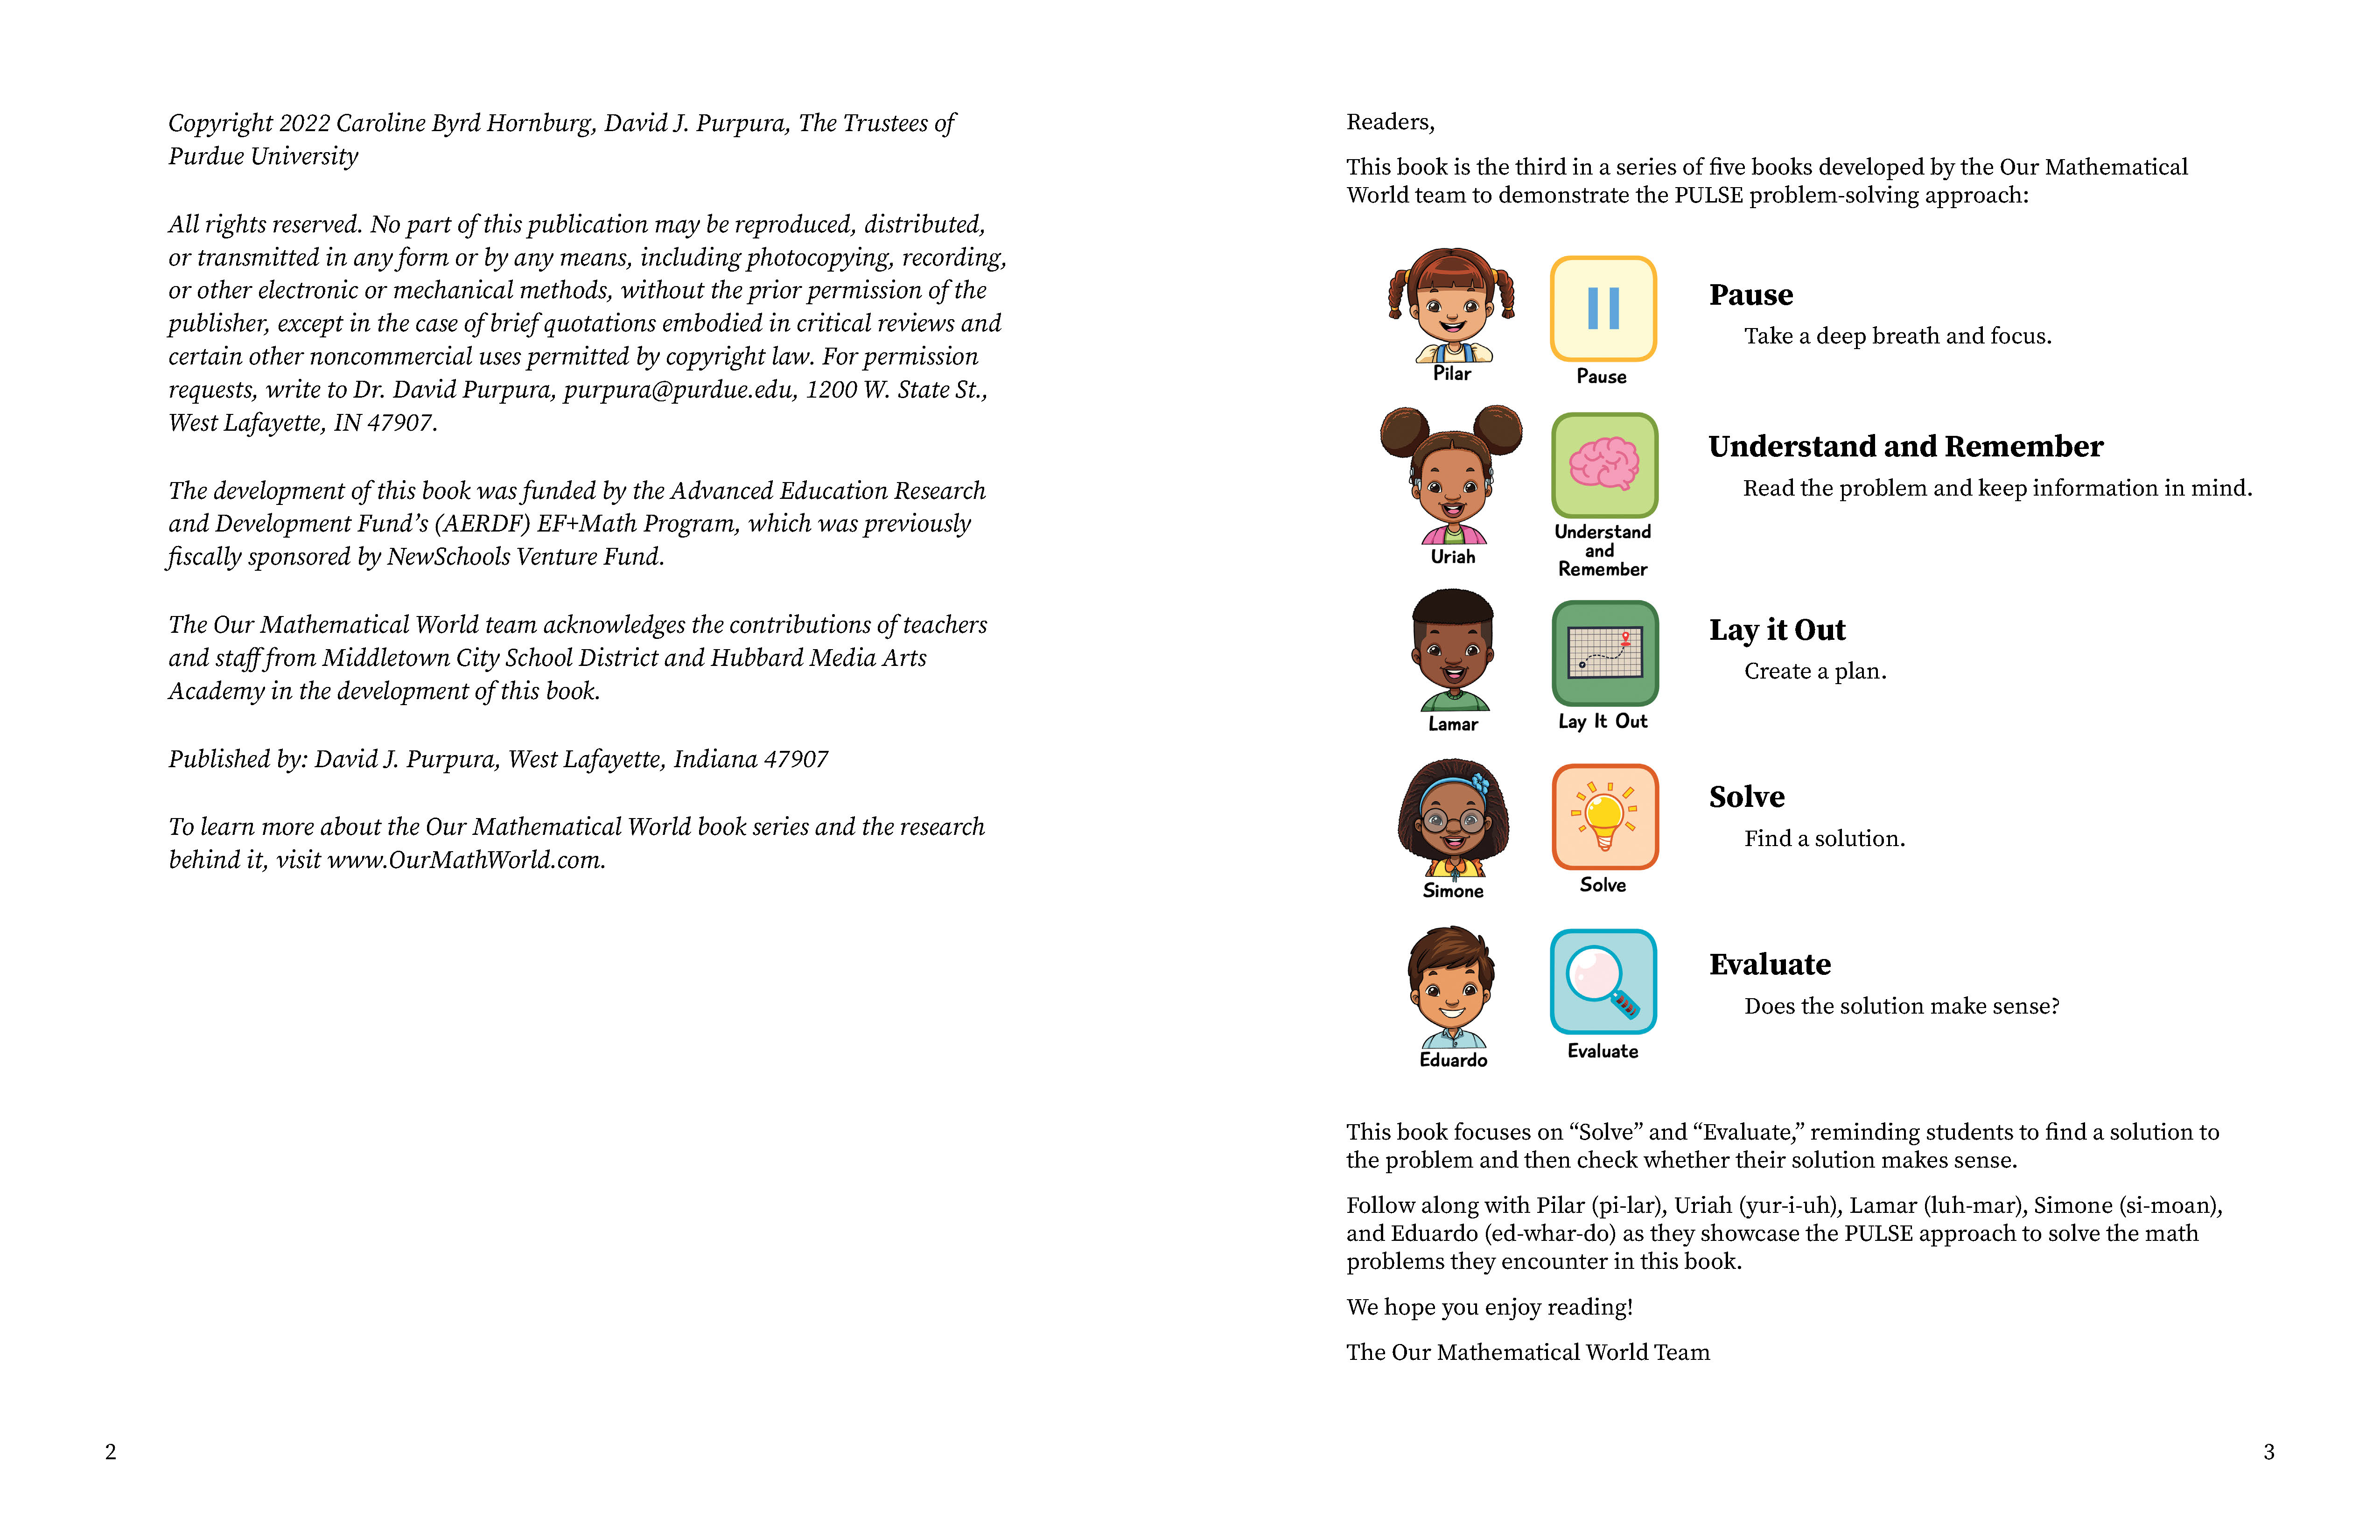 Copyright 2022 Caroline Byrd Hornburg, David J. Purpura, The Trustees of
Purdue University
All rights reserved. No part of this publication may be reproduced, distributed,
or transmitted in any form or by any means, including photocopying, recording,
or other electronic or mechanical methods, without the prior permission of the
publisher, except in the case of brief quotations embodied in critical reviews and
certain other noncommercial uses permitted by copyright law. For permission
requests, write to Dr. David Purpura, purpura@purdue.edu, 1200 W. State St.,
West Lafayette, IN 47907.
The development of this book was funded by the Advanced Education Research
and Development Fund’s (AERDF) EF+Math Program, which was previously
fiscally sponsored by NewSchools Venture Fund.
The Our Mathematical World team acknowledges the contributions of teachers
and staff from Middletown City School District and Hubbard Media Arts
Academy in the development of this book.
Published by: David J. Purpura, West Lafayette, Indiana 47907
To learn more about the Our Mathematical World book series and the research
behind it, visit www.OurMathWorld.com.
2
Readers,
This book is the third in a series of five books developed by the Our Mathematical
World team to demonstrate the PULSE problem-solving approach:
Pilar
Pause
Pause
Take a deep breath and focus.
Uriah
Understand
and
Remember
Understand and Remember
Read the problem and keep information in mind.
Lamar
Lay It Out
Lay it Out
Create a plan.
Simone
Solve
Solve
Find a solution.
Eduardo
Evaluate
Evaluate
Does the solution make sense?
This book focuses on “Solve” and “Evaluate,” reminding students to find a solution to
the problem and then check whether their solution makes sense.
Follow along with Pilar (pi-lar), Uriah (yur-i-uh), Lamar (luh-mar), Simone (si-moan),
and Eduardo (ed-whar-do) as they showcase the PULSE approach to solve the math
problems they encounter in this book.
We hope you enjoy reading!
The Our Mathematical World Team
3